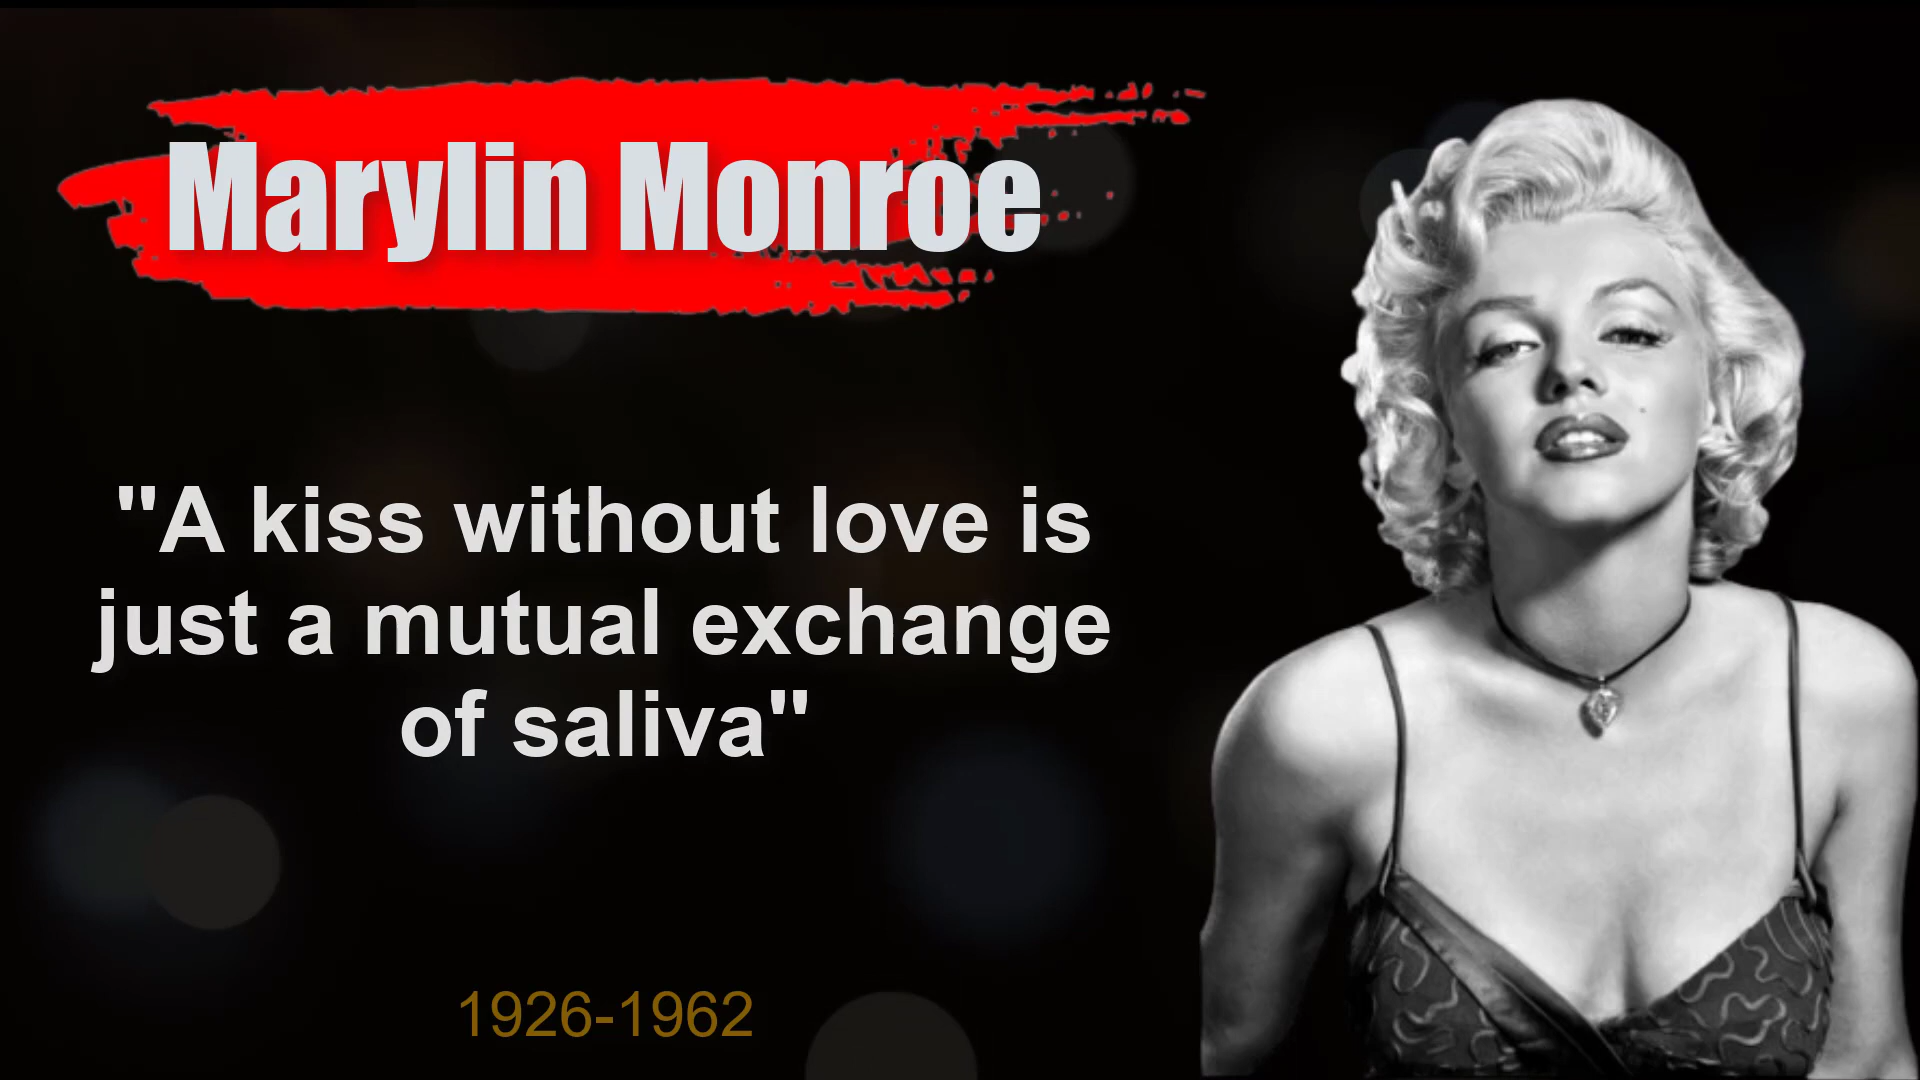 Marylin Monroe
"A kiss without love is
just a mutual exchange
of saliva"
1926-1962